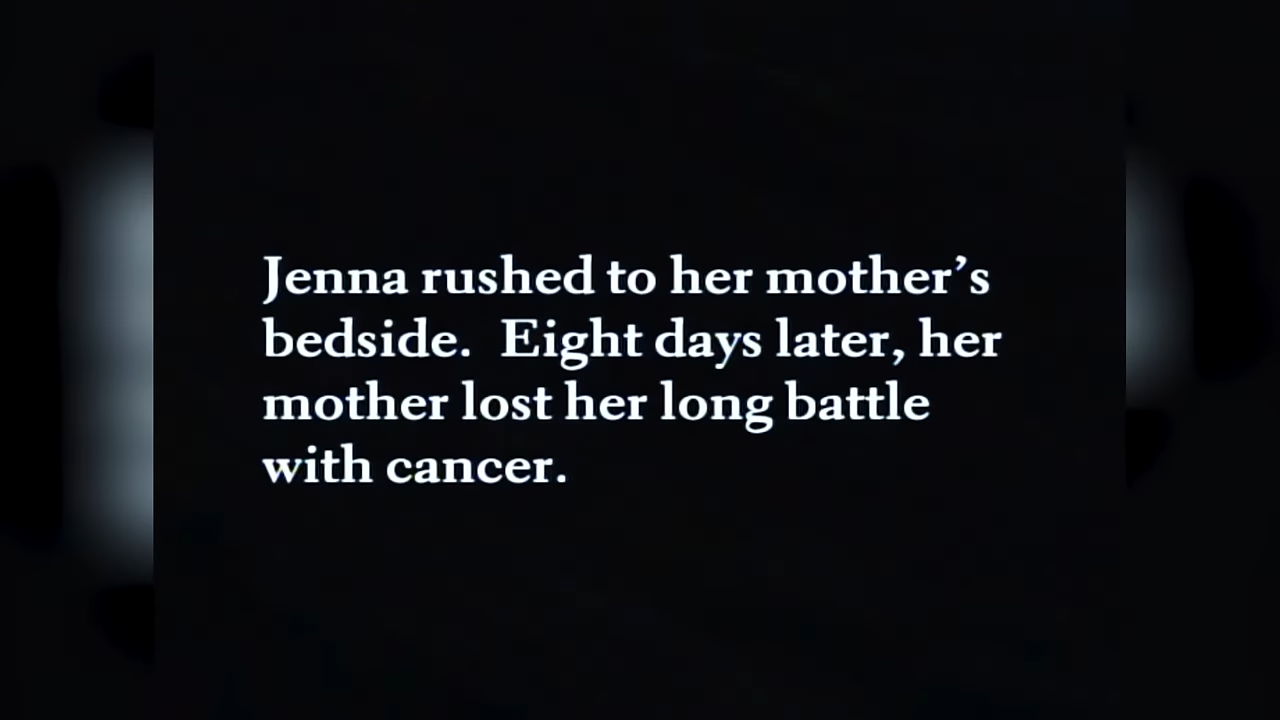 Jenna rushed to her mother’s
bedside.  Eight days later, her
mother lost her long battle
with cancer.